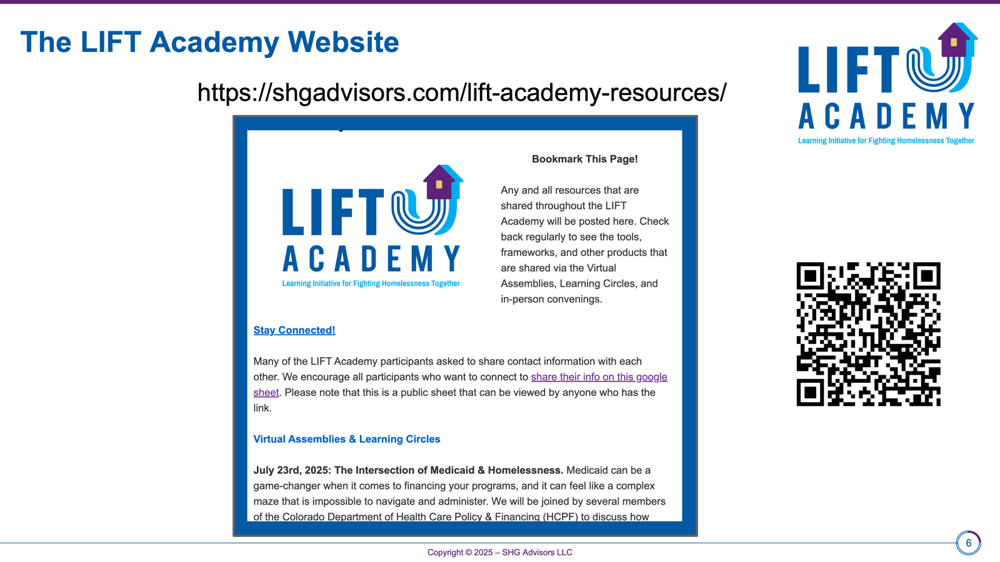 The LIFT Academy Website
https://shgadvisors.com/lift-academy-resources/
LIFT
ACADEMY
Learning Initiative for Fighting Homelessness Together
Bookmark This Page!
Any and all resources that are
shared throughout the LIFT
Academy will be posted here. Check
back regularly to see the tools,
frameworks, and other products that
are shared via the Virtual
Assemblies, Learning Circles, and
in-person convenings.
LIFT
ACADEMY
Learning Initiative for Fighting Homelessness Together
Stay Connected!
Many of the LIFT Academy participants asked to share contact information with each
other. We encourage all participants who want to connect to share their info on this google
sheet. Please note that this is a public sheet that can be viewed by anyone who has the
link.
Virtual Assemblies & Learning Circles
July 23rd, 2025: The Intersection of Medicaid & Homelessness. Medicaid can be a
game-changer when it comes to financing your programs, and it can feel like a complex
maze that is impossible to navigate and administer. We will be joined by several members
of the Colorado Department of Health Care Policy & Financing (HCPF) to discuss how
Copyright © 2025 – SHG Advisors LLC
6